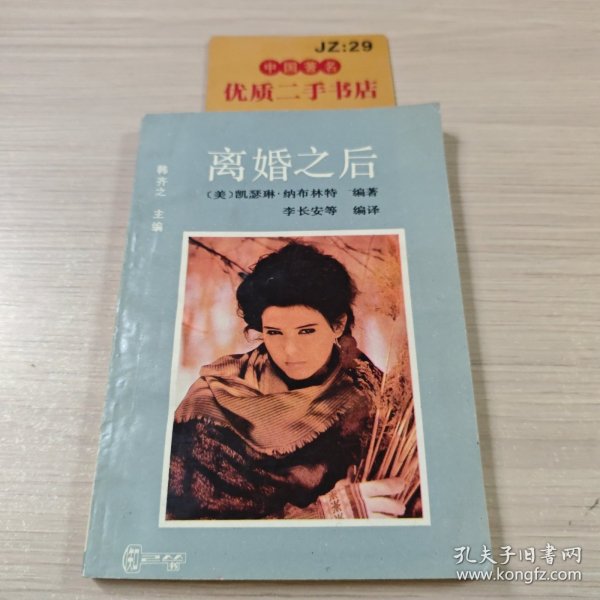 JZ:29
中国著名
优质二手书店
离婚之后
(美)凯瑟琳·纳布林特 编著
李长安等 编译
韩齐之 主编
孔夫子旧书网
www.kongfz.com